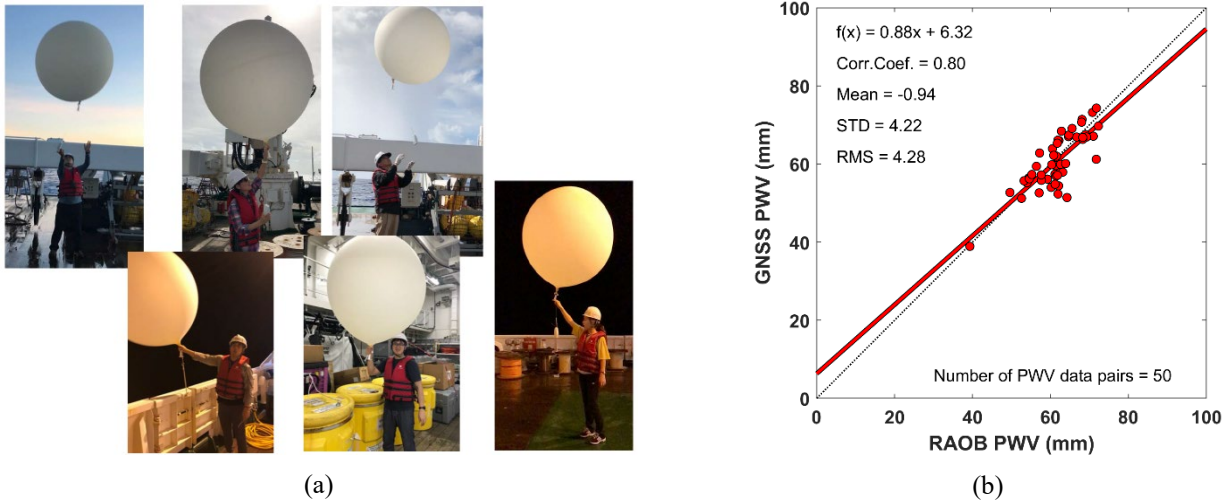 f(x) = 0.88x + 6.32
Corr.Coef. = 0.80
Mean = -0.94
STD = 4.22
RMS = 4.28
Number of PWV data pairs = 50
100
80
60
40
20
0
GNSS PWV (mm)
0 20 40 60 80 100
RAOB PWV (mm)
(a) (b)